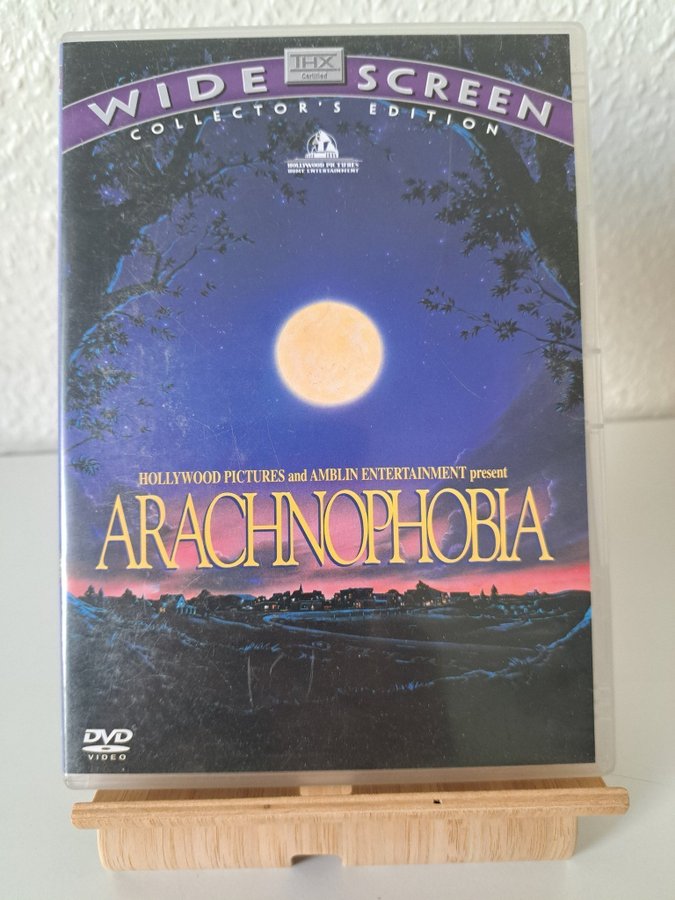 THX
Certified
WIDE SCREEN
COLLECTOR'S EDITION
HOLLYWOOD PICTURES
HOME ENTERTAINMENT
HOLLYWOOD PICTURES and AMBLIN ENTERTAINMENT present
ARACHNOPHOBIA
DVD
VIDEO